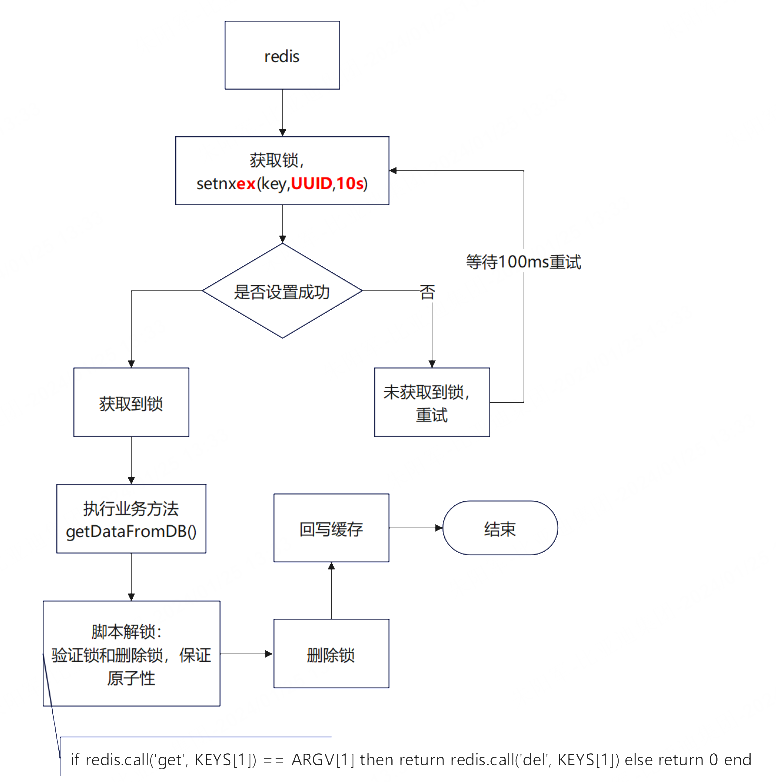 redis
获取锁，
setnxex(key,UUID,10s)
等待100ms重试
是否设置成功
否
获取到锁
未获取到锁，
重试
执行业务方法
getDataFromDB()
回写缓存
结束
脚本解锁：
验证锁和删除锁，保证
原子性
删除锁
if redis.call('get', KEYS[1]) == ARGV[1] then return redis.call('del', KEYS[1]) else return 0 end